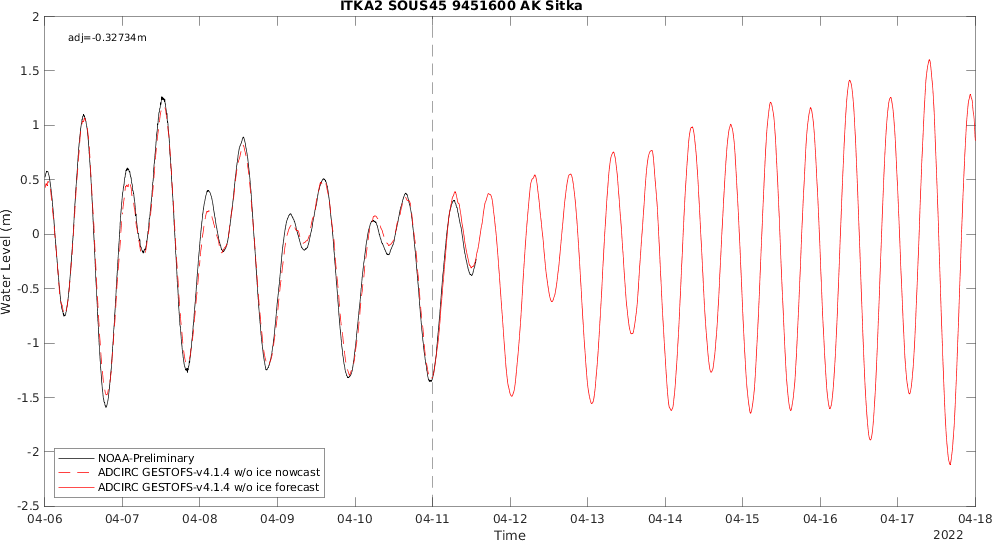 ITKA2 SOUS45 9451600 AK Sitka
adj=-0.32734m
2
1.5
1
0.5
0
-0.5
-1
-1.5
-2
-2.5
Water Level (m)
NOAA-Preliminary
ADCIRC GESTOFS-v4.1.4 w/o ice nowcast
ADCIRC GESTOFS-v4.1.4 w/o ice forecast
04-06 04-07 04-08 04-09 04-10 04-11 04-12 04-13 04-14 04-15 04-16 04-17 04-18
Time
2022